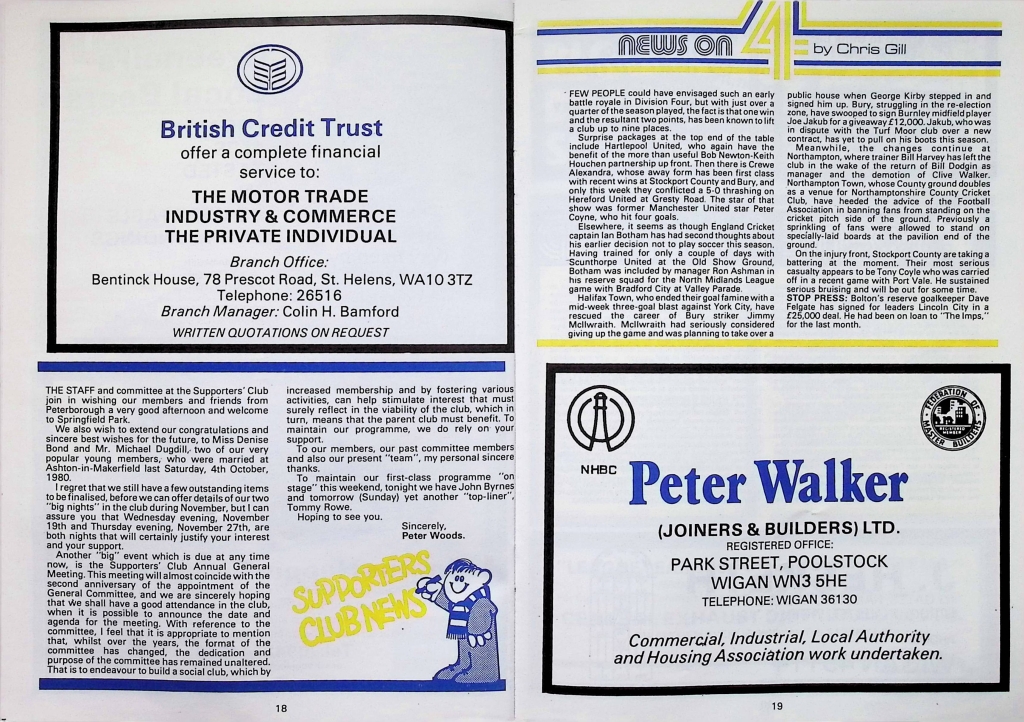 British Credit Trust
offer a complete financial
service to:
THE MOTOR TRADE
INDUSTRY & COMMERCE
THE PRIVATE INDIVIDUAL
Branch Office:
Bentinck House, 78 Prescot Road, St. Helens, WA10 3TZ
Telephone: 26516
Branch Manager: Colin H. Bamford
WRITTEN QUOTATIONS ON REQUEST
THE STAFF and committee at the Supporters' Club
join in wishing our members and friends from
Peterborough a very good afternoon and welcome
to Springfield Park.
We also wish to extend our congratulations and
sincere best wishes for the future, to Miss Denise
Bond and Mr. Michael Dugdill, two of our very
popular young members, who were married at
Ashton-in-Makerfield last Saturday, 4th October,
1980.
I regret that we still have a few outstanding items
to be finalised, before we can offer details of our two
"big nights" in the club during November, but I can
assure you that Wednesday evening, November
19th and Thursday evening, November 27th, are
both nights that will certainly justify your interest
and your support.
Another "big" event which is due at any time
now, is the Supporters' Club Annual General
Meeting. This meeting will almost coincide with the
second anniversary of the appointment of the
General Committee, and we are sincerely hoping
that we shall have a good attendance in the club,
when it is possible to announce the date and
agenda for the meeting. With reference to the
committee, I feel that it is appropriate to mention
that, whilst over the years, the format of the
committee has changed, the dedication and
purpose of the committee has remained unaltered.
That is to endeavour to build a social club, which by
increased membership and by fostering various
activities, can help stimulate interest that must
surely reflect in the viability of the club, which in
turn, means that the parent club must benefit. To
maintain our programme, we do rely on your
support.
To our members, our past committee members
and also our present "team", my personal sincere
thanks.
To maintain our first-class programme "on
stage" this weekend, tonight we have John Byrnes
and tomorrow (Sunday) yet another "top-liner",
Tommy Rowe.
Hoping to see you.
Sincerely,
Peter Woods.
SUPPORTERS
CLUB NEWS
18
NEWS ON 4 by Chris Gill
FEW PEOPLE could have envisaged such an early
battle royale in Division Four, but with just over a
quarter of the season played, the fact is that one win
and the resultant two points, has been known to lift
a club up to nine places.
Surprise packages at the top end of the table
include Hartlepool United, who again have the
benefit of the more than useful Bob Newton-Keith
Houchen partnership up front. Then there is Crewe
Alexandra, whose away form has been first class
with recent wins at Stockport County and Bury, and
only this week they conflicted a 5-0 thrashing on
Hereford United at Gresty Road. The star of that
show was former Manchester United star Peter
Coyne, who hit four goals.
Elsewhere, it seems as though England Cricket
captain Ian Botham has had second thoughts about
his earlier decision not to play soccer this season.
Having trained for only a couple of days with
Scunthorpe United at the Old Show Ground,
Botham was included by manager Ron Ashman in
his reserve squad for the North Midlands League
game with Bradford City at Valley Parade.
Halifax Town, who ended their goal famine with a
mid-week three-goal blast against York City, have
rescued the career of Bury striker Jimmy
McIlwraith. McIlwraith had seriously considered
giving up the game and was planning to take over a
public house when George Kirby stepped in and
signed him up. Bury, struggling in the re-election
zone, have swooped to sign Burnley midfield player
Joe Jakub for a giveaway £12,000. Jakub, who was
in dispute with the Turf Moor club over a new
contract, has yet to pull on his boots this season.
Meanwhile, the changes continue at
Northampton, where trainer Bill Harvey has left the
club in the wake of the return of Bill Dodgin as
manager and the demotion of Clive Walker.
Northampton Town, whose County ground doubles
as a venue for Northamptonshire County Cricket
Club, have heeded the advice of the Football
Association in banning fans from standing on the
cricket pitch side of the ground. Previously a
sprinkling of fans were allowed to stand on
specially-laid boards at the pavilion end of the
ground.
On the injury front, Stockport County are taking a
battering at the moment. Their most serious
casualty appears to be Tony Coyle who was carried
off in a recent game with Port Vale. He sustained
serious bruising and will be out for some time.
STOP PRESS: Bolton's reserve goalkeeper Dave
Felgate has signed for leaders Lincoln City in a
£25,000 deal. He had been on loan to "The Imps,"
for the last month.
NHBC
FEDERATION OF
MASTER BUILDERS
REGISTERED
MEMBER
Peter Walker
(JOINERS & BUILDERS) LTD.
REGISTERED OFFICE:
PARK STREET, POOLSTOCK
WIGAN WN3 5HE
TELEPHONE: WIGAN 36130
Commercial, Industrial, Local Authority
and Housing Association work undertaken.
19